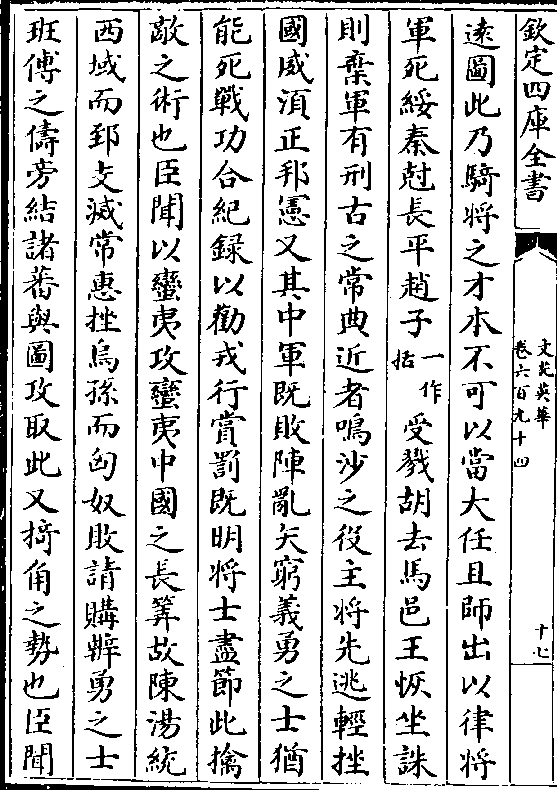 欽定四庫全書
文苑英華
卷六百九十四
十七
遠圖此乃騎將之才本不可以當大任且師出以律將
軍死綏秦尅長平趙子一作括受戮胡去馬邑王恢坐誅
則棄軍有刑古之常典近者鳴沙之役主將先逃輕挫
國威湏正邦憲又其中軍既敗陣亂矢窮義勇之士猶
能死戰功合紀録以勸戎行賞罰既明將士盡節此擒
敵之術也臣聞以蠻夷攻蠻夷中國之長筭故陳湯統
西域而郅支滅常惠挫烏孫而匈奴敗請購辯勇之士
班傅之儔旁結諸蕃與圖攻取此又掎角之勢也臣聞